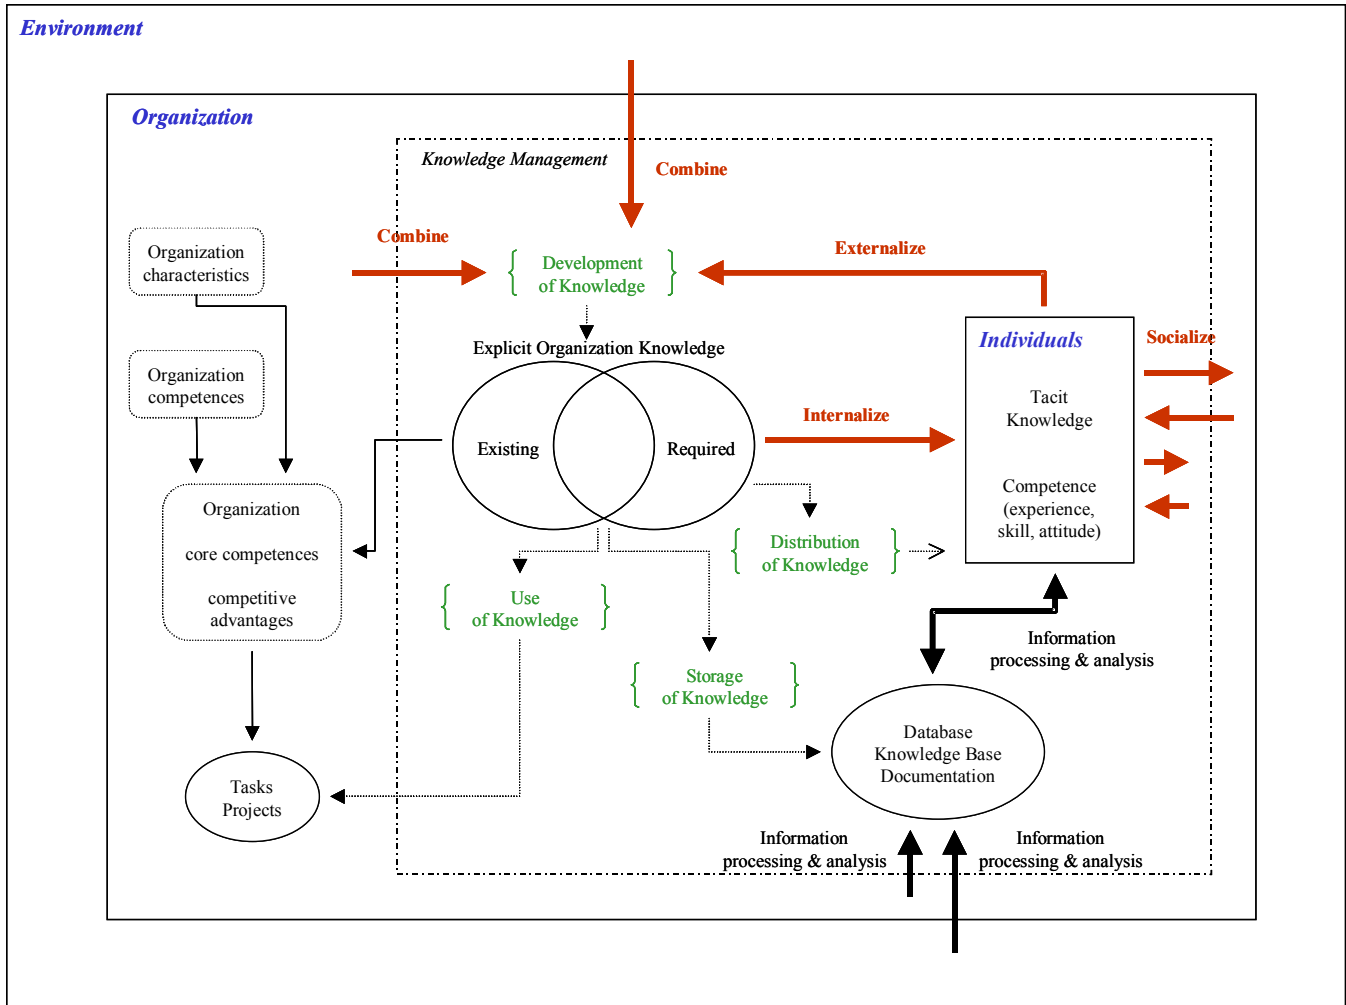 Environment
Organization
Knowledge Management
Combine
Combine
Externalize
Organization
characteristics
Development
of Knowledge
Explicit Organization Knowledge
Individuals
Socialize
Organization
competences
Tacit
Knowledge
Internalize
Existing
Required
Competence
(experience,
skill, attitude)
Organization
core competences
competitive
advantages
Distribution
of Knowledge
Use
of Knowledge
Information
processing & analysis
Storage
of Knowledge
Database
Knowledge Base
Documentation
Tasks
Projects
Information
processing & analysis
Information
processing & analysis